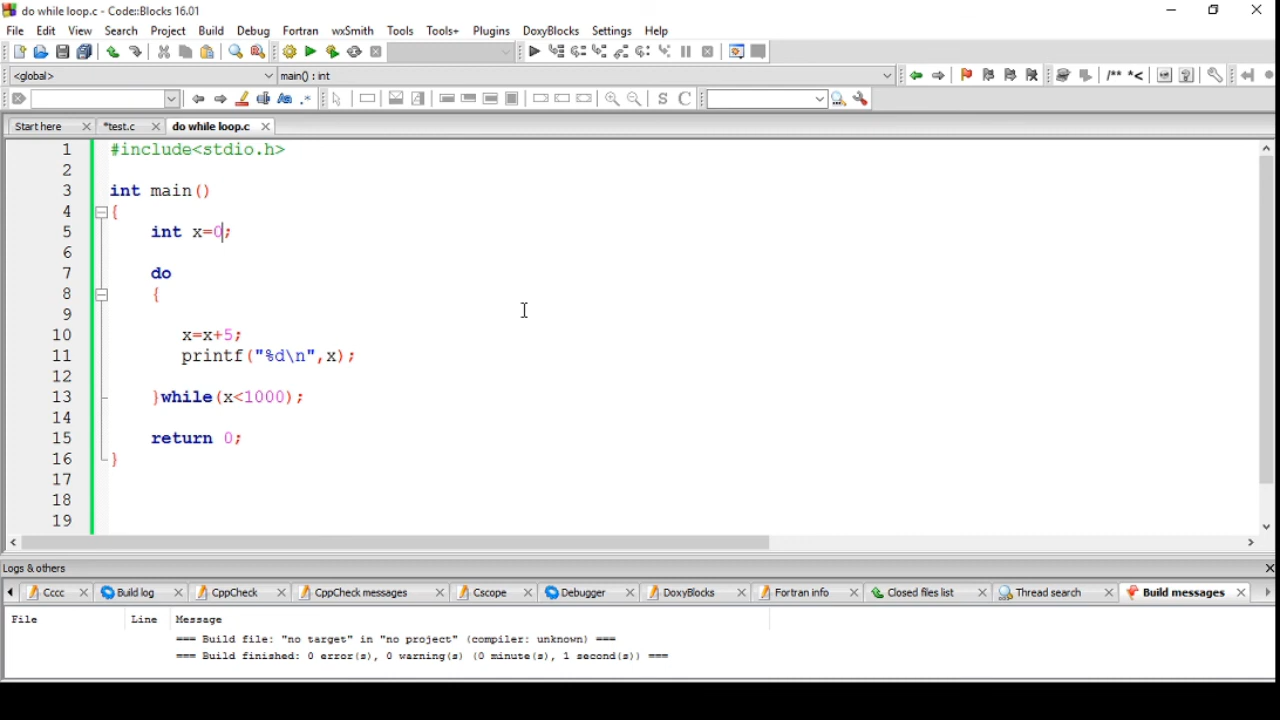 do while loop.c - Code::Blocks 16.01
File Edit View Search Project Build Debug Fortran wxSmith Tools Tools+ Plugins DoxyBlocks Settings Help
<global> main() : int
/** *<
Aa .* S C
Start here *test.c do while loop.c
1 #include<stdio.h>
2
3 int main()
4 {
5 int x=0;
6
7 do
8 {
9
10 x=x+5;
11 printf("%d\n",x);
12
13 }while(x<1000);
14
15 return 0;
16 }
17
18
19
Logs & others
Cccc Build log CppCheck CppCheck messages Cscope Debugger DoxyBlocks Fortran info Closed files list Thread search Build messages
File Line Message
=== Build file: "no target" in "no project" (compiler: unknown) ===
=== Build finished: 0 error(s), 0 warning(s) (0 minute(s), 1 second(s)) ===